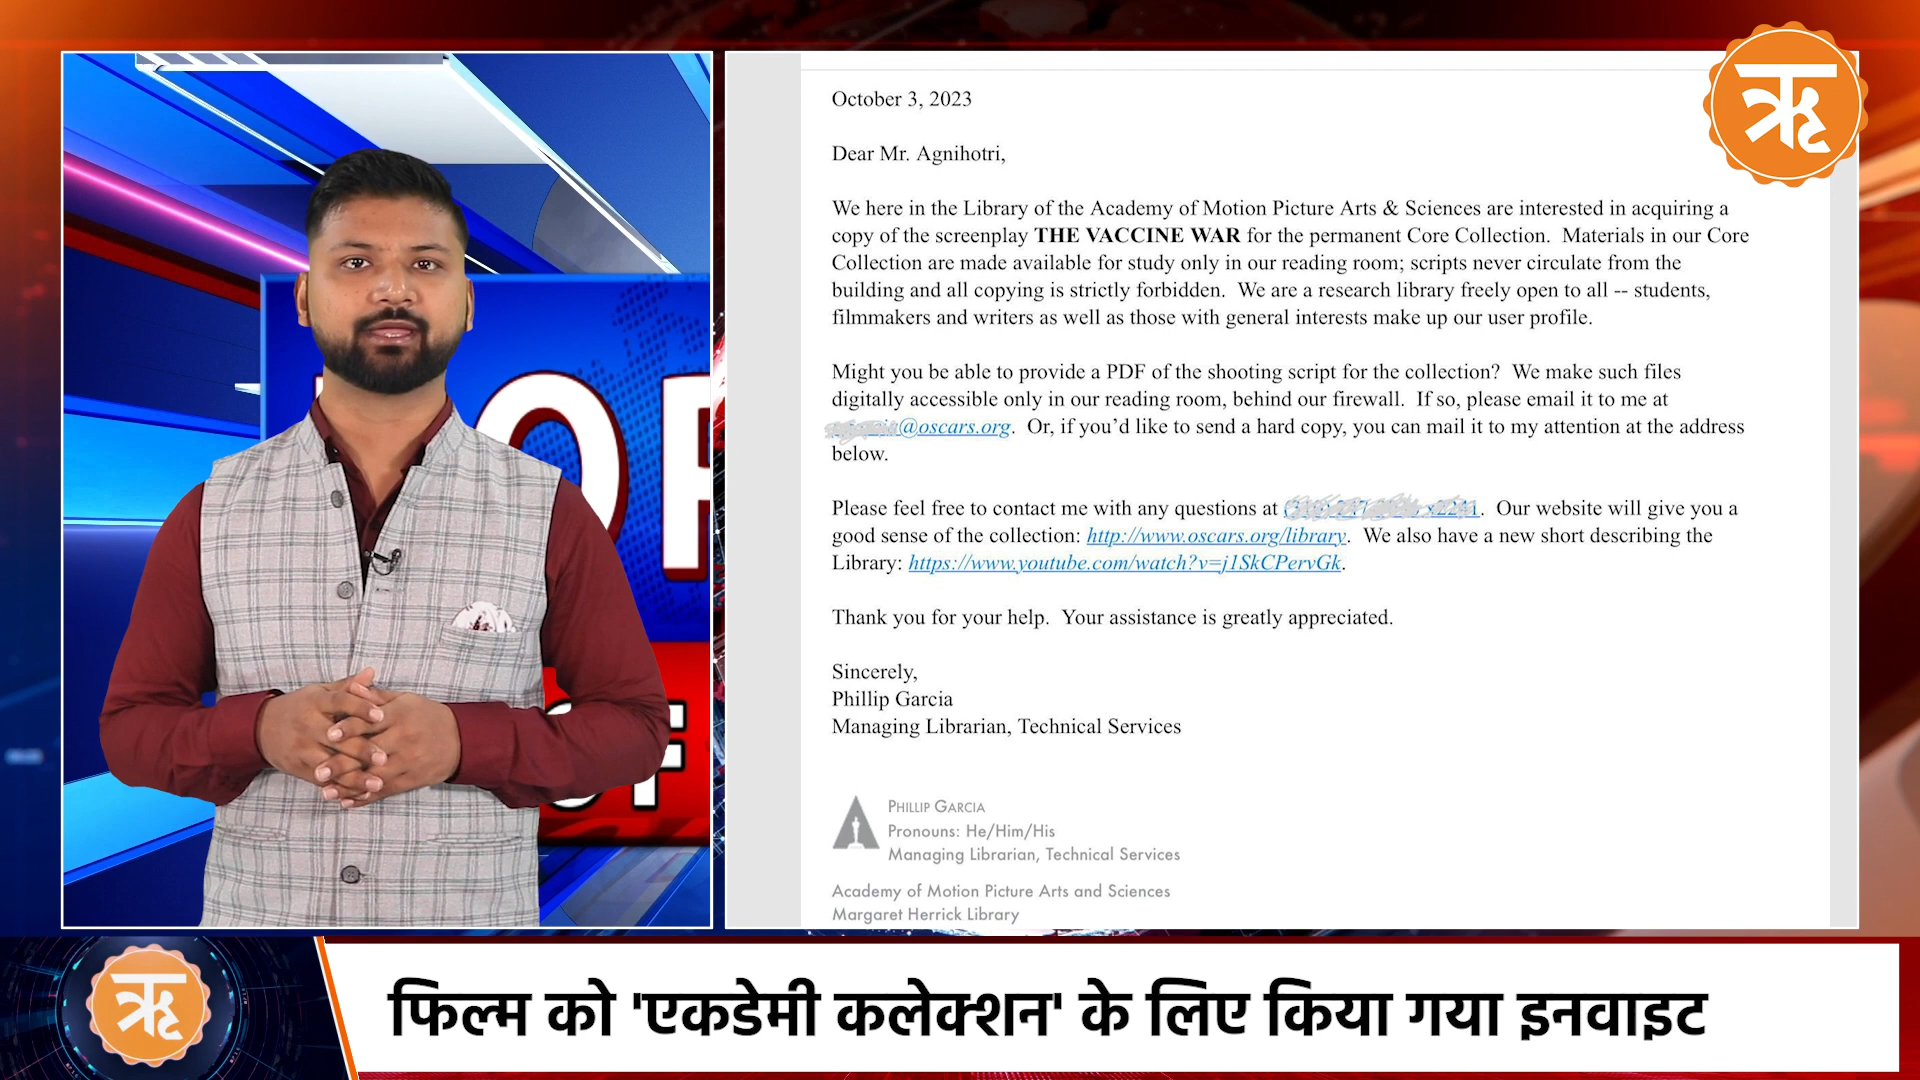 October 3, 2023
Dear Mr. Agnihotri,
We here in the Library of the Academy of Motion Picture Arts & Sciences are interested in acquiring a
copy of the screenplay THE VACCINE WAR for the permanent Core Collection.  Materials in our Core
Collection are made available for study only in our reading room; scripts never circulate from the
building and all copying is strictly forbidden.  We are a research library freely open to all -- students,
filmmakers and writers as well as those with general interests make up our user profile.
Might you be able to provide a PDF of the shooting script for the collection?  We make such files
digitally accessible only in our reading room, behind our firewall.  If so, please email it to me at
@oscars.org.  Or, if you’d like to send a hard copy, you can mail it to my attention at the address
below.
Please feel free to contact me with any questions at .  Our website will give you a
good sense of the collection: http://www.oscars.org/library.  We also have a new short describing the
Library: https://www.youtube.com/watch?v=j1SkCPervGk.
Thank you for your help.  Your assistance is greatly appreciated.
Sincerely,
Phillip Garcia
Managing Librarian, Technical Services
PHILLIP GARCIA
Pronouns: He/Him/His
Managing Librarian, Technical Services
Academy of Motion Picture Arts and Sciences
Margaret Herrick Library
ऋ
ऋ
फिल्म को 'एकडेमी कलेक्शन' के लिए किया गया इनवाइट